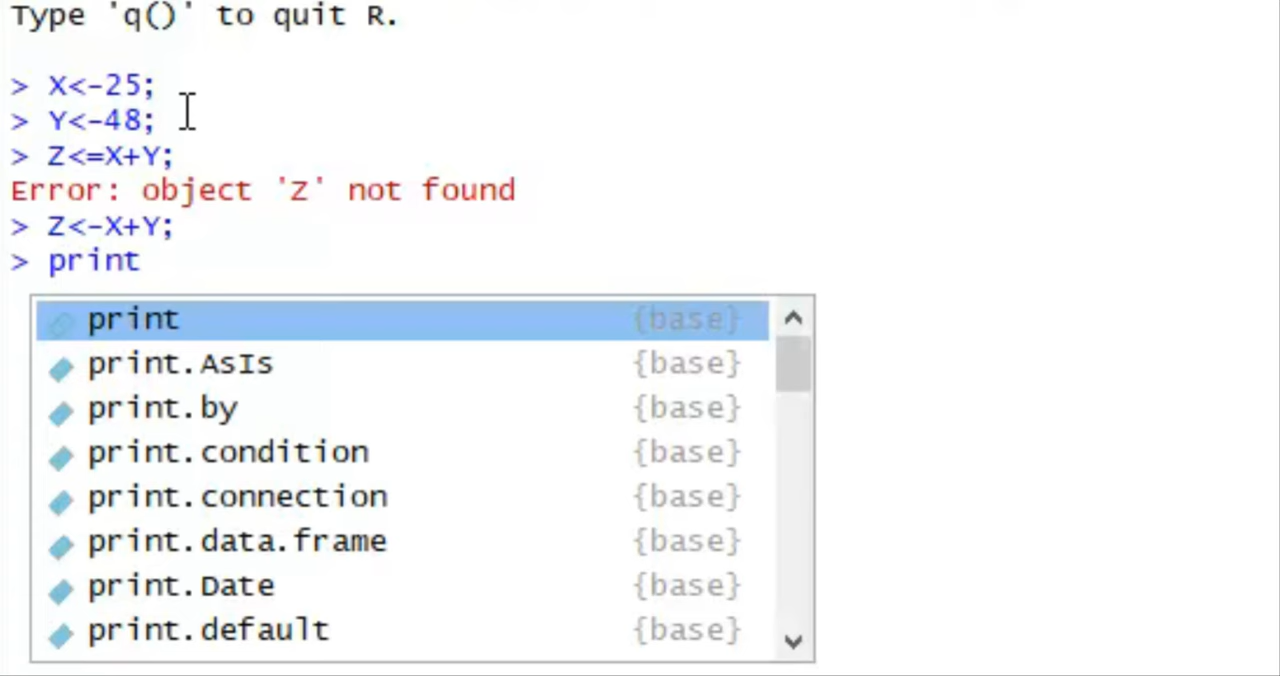 Type 'q()' to quit R.
> X<-25;
> Y<-48;
> Z<=X+Y;
Error: object 'Z' not found
> Z<-X+Y;
> print
print {base}
print.AsIs {base}
print.by {base}
print.condition {base}
print.connection {base}
print.data.frame {base}
print.Date {base}
print.default {base}